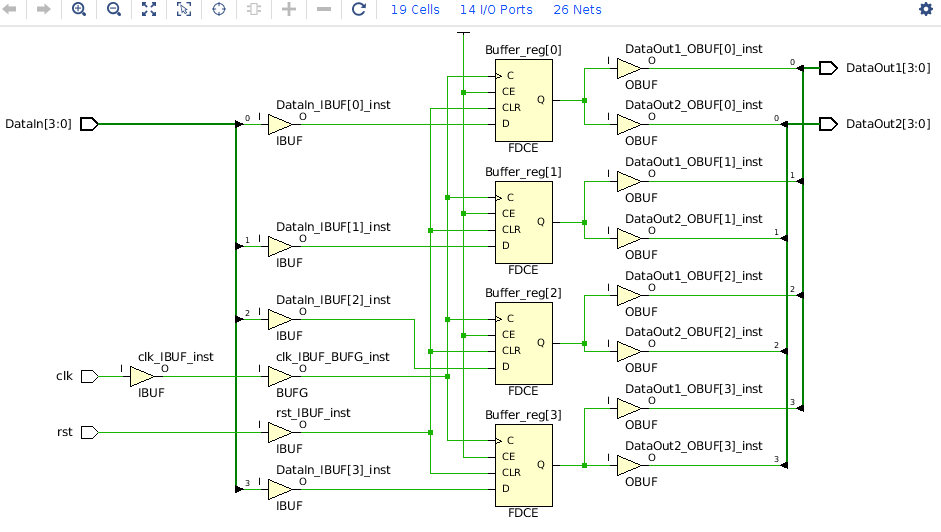 19 Cells 14 I/O Ports 26 Nets
Buffer_reg[0]
C
CE
CLR
D
Q
FDCE
DataOut1_OBUF[0]_inst
I O
OBUF
0
DataOut1[3:0]
DataIn[3:0]
0
DataIn_IBUF[0]_inst
I O
IBUF
DataOut2_OBUF[0]_inst
I O
OBUF
0
DataOut2[3:0]
Buffer_reg[1]
C
CE
CLR
D
Q
FDCE
DataOut1_OBUF[1]_inst
I O
OBUF
1
1
DataIn_IBUF[1]_inst
I O
IBUF
DataOut2_OBUF[1]_inst
I O
OBUF
1
Buffer_reg[2]
C
CE
CLR
D
Q
FDCE
DataOut1_OBUF[2]_inst
I O
OBUF
2
2
DataIn_IBUF[2]_inst
I O
IBUF
DataOut2_OBUF[2]_inst
I O
OBUF
2
clk
clk_IBUF_inst
I O
IBUF
clk_IBUF_BUFG_inst
I O
BUFG
Buffer_reg[3]
C
CE
CLR
D
Q
FDCE
DataOut1_OBUF[3]_inst
I O
OBUF
3
rst
rst_IBUF_inst
I O
IBUF
DataOut2_OBUF[3]_inst
I O
OBUF
3
3
DataIn_IBUF[3]_inst
I O
IBUF